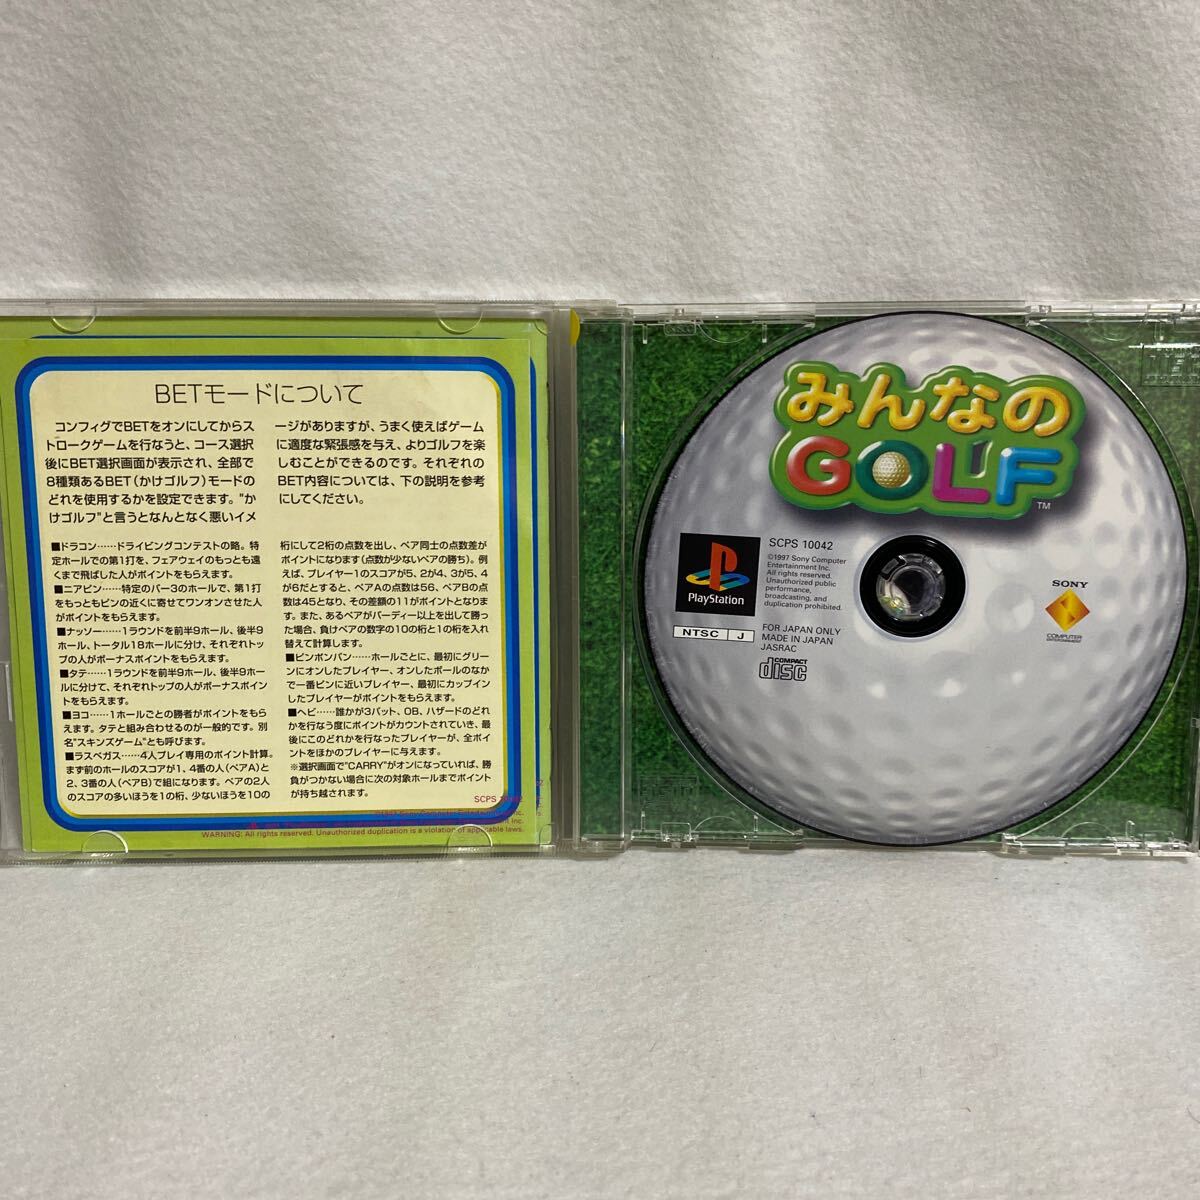 BETモードについて
コンフィグでBETをオンにしてからス
トロークゲームを行なうと、コース選択
後にBET選択画面が表示され、全部で
8種類あるBET(かけゴルフ)モードの
どれを使用するかを設定できます。"か
けゴルフ"と言うとなんとなく悪いイメ
ージがありますが、うまく使えばゲーム
に適度な緊張感を与え、よりゴルフを楽
しむことができるのです。それぞれの
BET内容については、下の説明を参考
にしてください。
■ドラコン……ドライビングコンテストの略。特
定ホールでの第1打を、フェアウェイのもっとも遠
くまで飛ばした人がポイントをもらえます。
■ニアピン……特定のパー3のホールで、第1打
をもっともピンの近くに寄せてワンオンさせた人
がポイントをもらえます。
■ナッソー……1ラウンドを前半9ホール、後半9
ホール、トータル18ホールに分け、それぞれトッ
プの人がボーナスポイントをもらえます。
■タテ……1ラウンドを前半9ホール、後半9ホー
ルに分けて、それぞれトップの人がボーナスポイン
トをもらえます。
■ヨコ……1ホールごとの勝者がポイントをもら
えます。タテと組み合わせるのが一般的です。別
名"スキンズゲーム"とも呼びます。
■ラスベガス……4人プレイ専用のポイント計算。
まず前のホールのスコアが1、4番の人(ペアA)と
2、3番の人(ペアB)で組になります。ペアの2人
のスコアの多いほうを1の桁、少ないほうを10の
桁にして2桁の点数を出し、ペア同士の点数差が
ポイントになります(点数が少ないペアの勝ち)。例
えば、プレイヤー1のスコアが5、2が4、3が5、4
が6だとすると、ペアAの点数は56、ペアBの点
数は45となり、その差額の11がポイントとなりま
す。また、あるペアがバーディー以上を出して勝っ
た場合、負けペアの数字の10の桁と1の桁を入れ
替えて計算します。
■ピンポンパン……ホールごとに、最初にグリー
ンにオンしたプレイヤー、オンしたボールのなか
で一番ピンに近いプレイヤー、最初にカップイン
したプレイヤーがポイントをもらえます。
■ヘビ……誰かが3パット、OB、ハザードのどれ
かを行なう度にポイントがカウントされていき、最
後にこのどれかを行なったプレイヤーが、全ポイ
ントをほかのプレイヤーに与えます。
※選択画面で"CARRY"がオンになっていれば、勝
負がつかない場合に次の対象ホールまでポイント
が持ち越されます。
SCPS 10042
WARNING: All rights reserved. Unauthorized duplication is a violation of applicable laws.
みんなの
GOLF
TM
PlayStation
NTSC J
SCPS 10042
©1997 Sony Computer
Entertainment Inc.
All rights reserved.
Unauthorized public
performance,
broadcasting, and
duplication prohibited.
FOR JAPAN ONLY
MADE IN JAPAN
JASRAC
COMPACT
disc
SONY
COMPUTER
ENTERTAINMENT